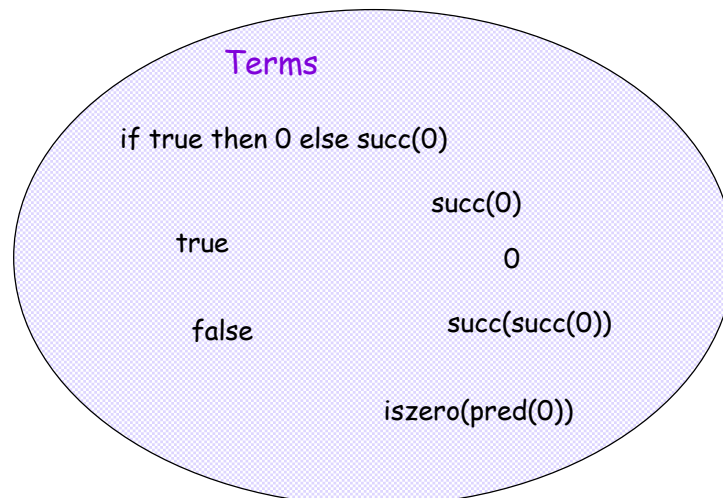 Terms
if true then 0 else succ(0)
succ(0)
true
0
succ(succ(0))
false
iszero(pred(0))